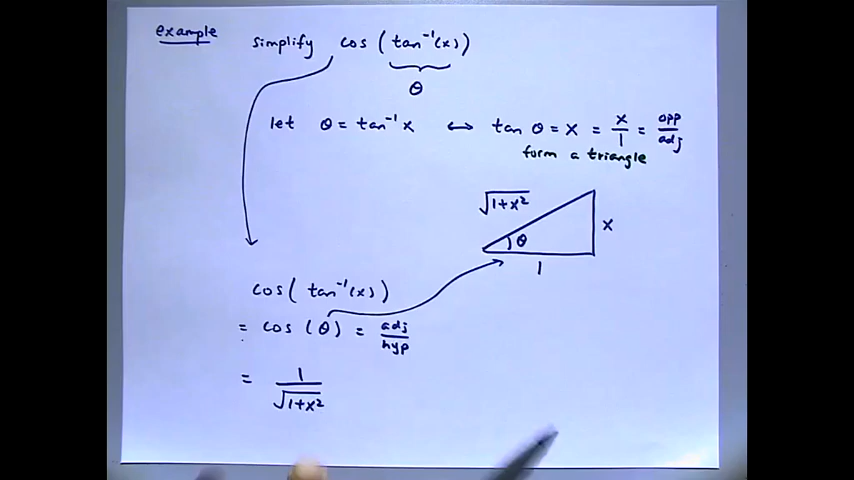 example simplify cos (tan⁻¹(x))
θ
let θ = tan⁻¹ x ⟷ tan θ = x = x/1 = opp/adj
form a triangle
√1+x²
θ
x
1
cos( tan⁻¹(x))
= cos (θ) = adj/hyp
= 1/√1+x²